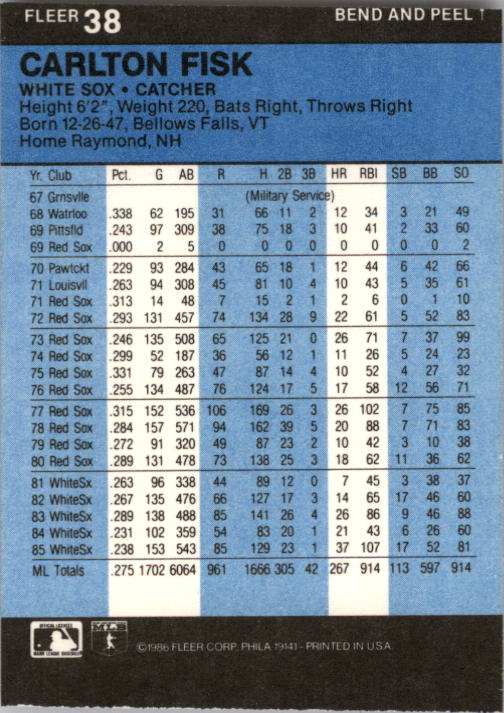 FLEER 38 BEND AND PEEL ↑
CARLTON FISK
WHITE SOX • CATCHER
Height 6'2", Weight 220, Bats Right, Throws Right
Born 12-26-47, Bellows Falls, VT
Home Raymond, NH
Yr. Club Pct. G AB R H 2B 3B HR RBI SB BB SO
67 Grnsvlle (Military Service)
68 Watrloo .338 62 195 31 66 11 2 12 34 3 21 49
69 Pittsfld .243 97 309 38 75 18 3 10 41 2 33 60
69 Red Sox .000 2 5 0 0 0 0 0 0 0 0 2
70 Pawtckt .229 93 284 43 65 18 1 12 44 6 42 66
71 Louisvll .263 94 308 45 81 10 4 10 43 5 35 61
71 Red Sox .313 14 48 7 15 2 1 2 6 0 1 10
72 Red Sox .293 131 457 74 134 28 9 22 61 5 52 83
73 Red Sox .246 135 508 65 125 21 0 26 71 7 37 99
74 Red Sox .299 52 187 36 56 12 1 11 26 5 24 23
75 Red Sox .331 79 263 47 87 14 4 10 52 4 27 32
76 Red Sox .255 134 487 76 124 17 5 17 58 12 56 71
77 Red Sox .315 152 536 106 169 26 3 26 102 7 75 85
78 Red Sox .284 157 571 94 162 39 5 20 88 7 71 83
79 Red Sox .272 91 320 49 87 23 2 10 42 3 10 38
80 Red Sox .289 131 478 73 138 25 3 18 62 11 36 62
81 WhiteSx .263 96 338 44 89 12 0 7 45 3 38 37
82 WhiteSx .267 135 476 66 127 17 3 14 65 17 46 60
83 WhiteSx .289 138 488 85 141 26 4 26 86 9 46 88
84 WhiteSx .231 102 359 54 83 20 1 21 43 6 26 60
85 WhiteSx .238 153 543 85 129 23 1 37 107 17 52 81
ML Totals .275 1702 6064 961 1666 305 42 267 914 113 597 914
OFFICIAL LICENSEE
MAJOR LEAGUE BASEBALL
©1986 FLEER CORP. PHILA 19141 - PRINTED IN U.S.A.